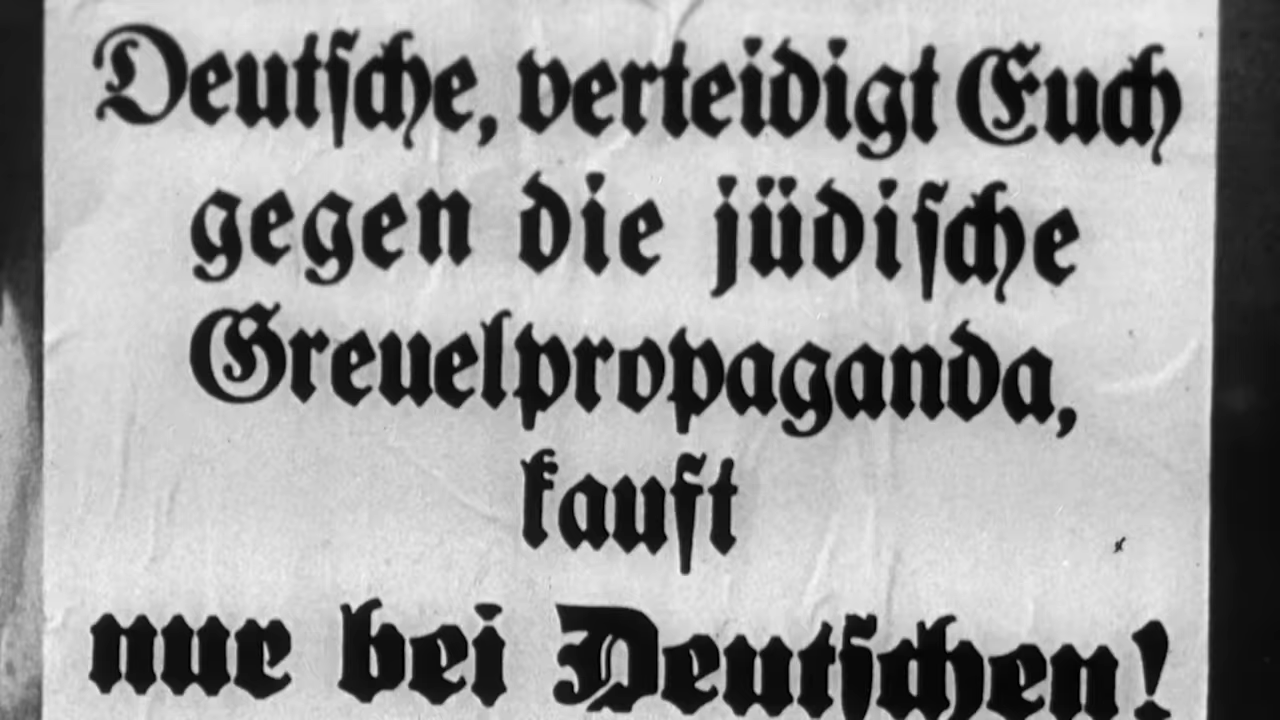 Deutsche, verteidigt Euch
gegen die jüdische
Greuelpropaganda,
kauft
nur bei Deutschen!